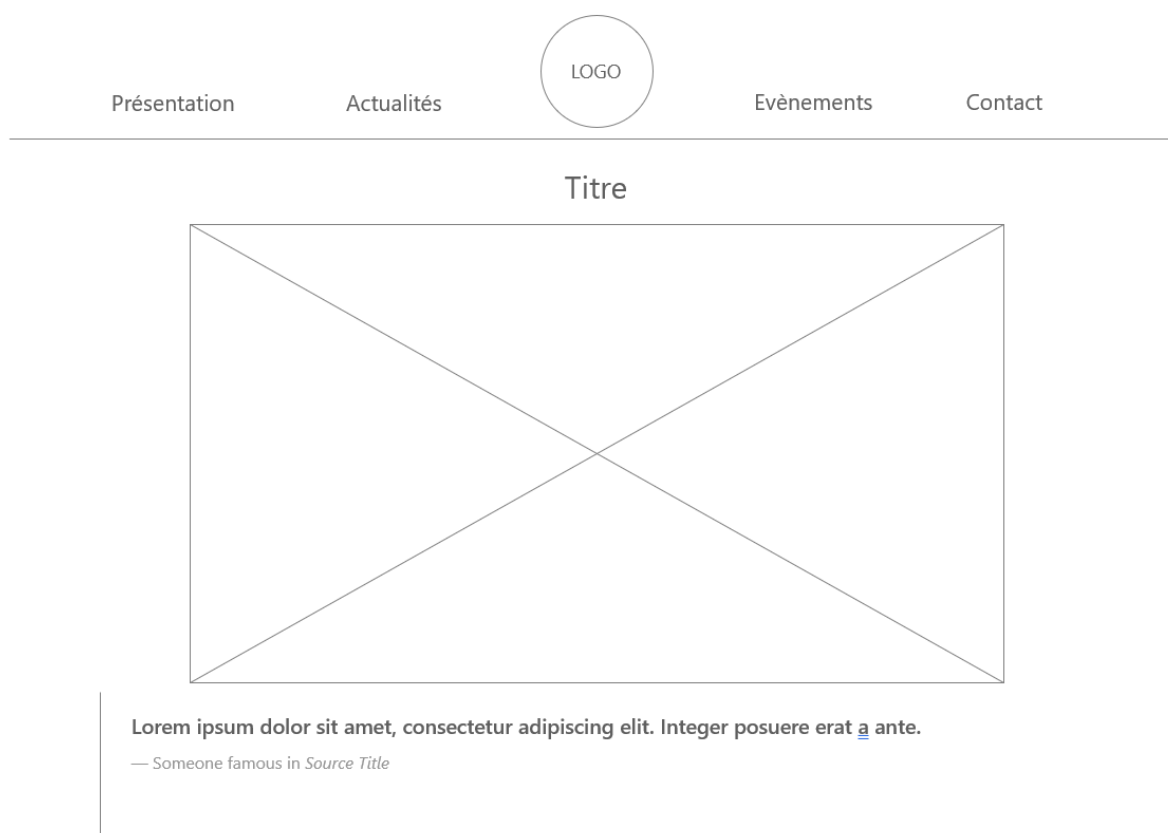 LOGO
Présentation Actualités Evènements Contact
Titre
Lorem ipsum dolor sit amet, consectetur adipiscing elit. Integer posuere erat a ante.
— Someone famous in Source Title